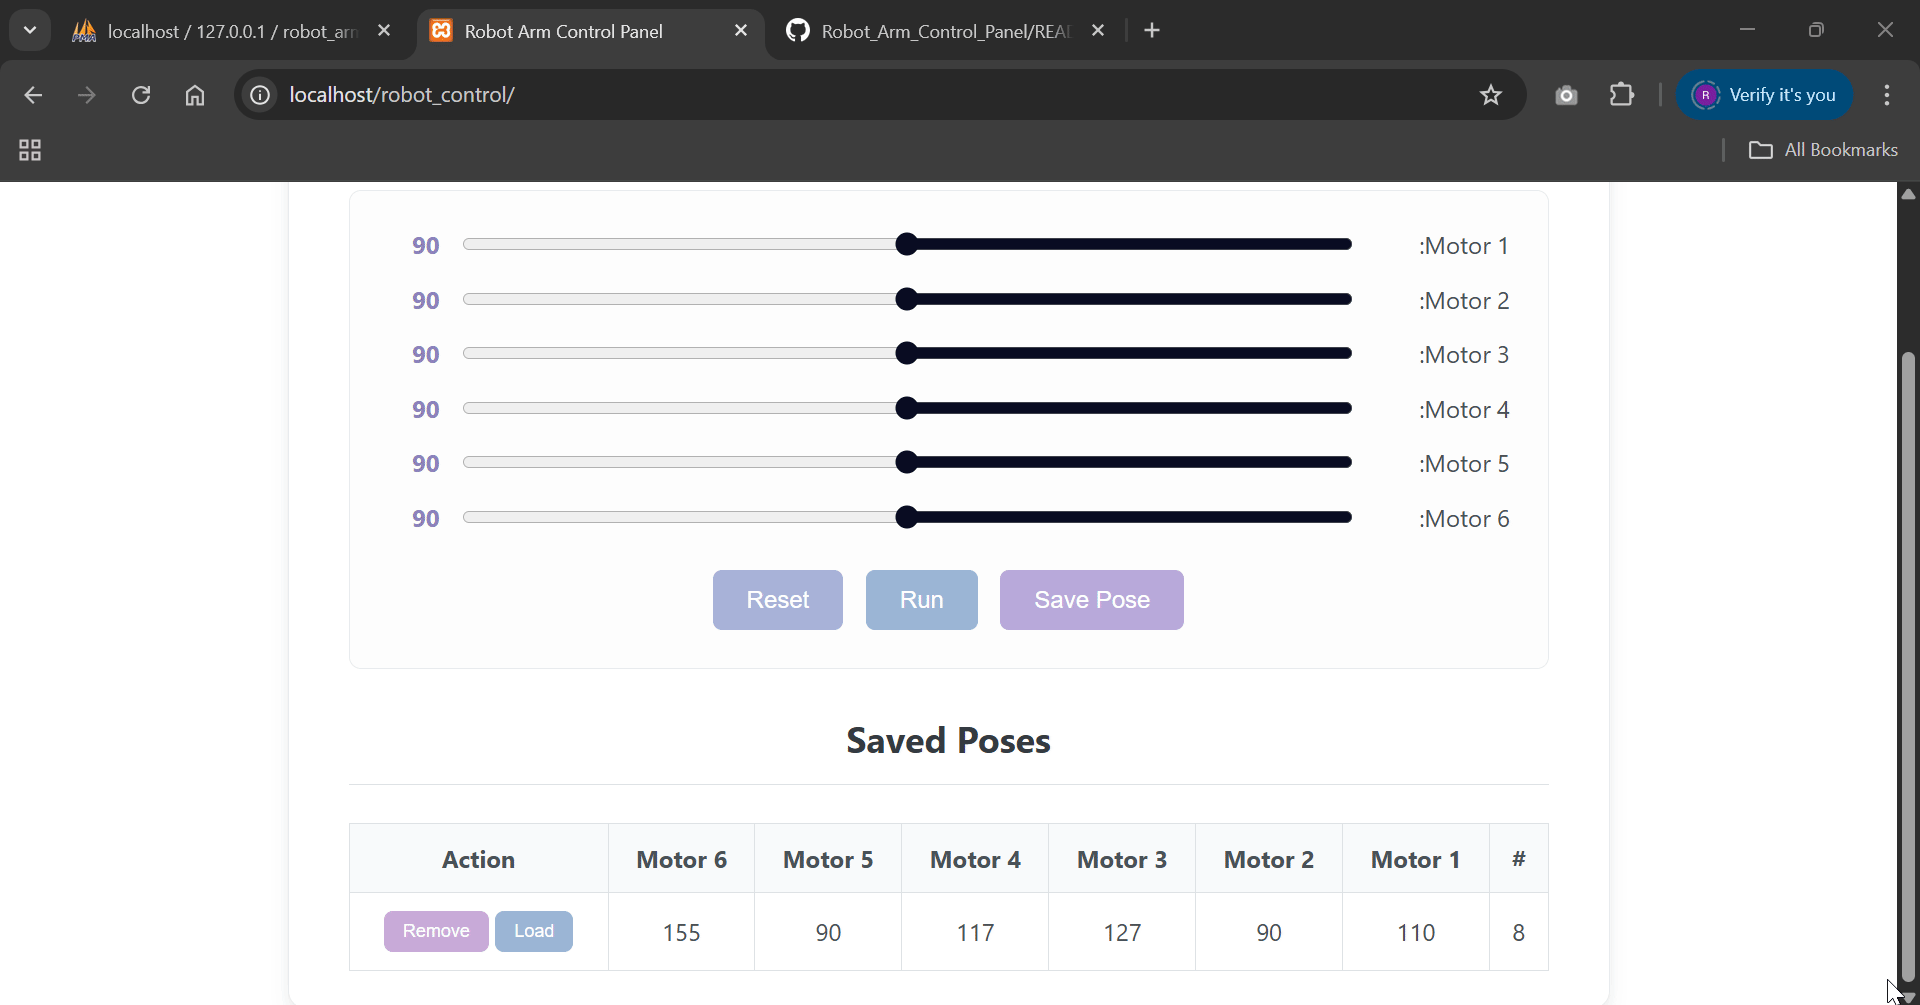 localhost / 127.0.0.1 / robot_arm
Robot Arm Control Panel
Robot_Arm_Control_Panel/REA
localhost/robot_control/
R
Verify it's you
All Bookmarks
90 :Motor 1
90 :Motor 2
90 :Motor 3
90 :Motor 4
90 :Motor 5
90 :Motor 6
Reset Run Save Pose
Saved Poses
Action Motor 6 Motor 5 Motor 4 Motor 3 Motor 2 Motor 1 #
Remove Load 155 90 117 127 90 110 8